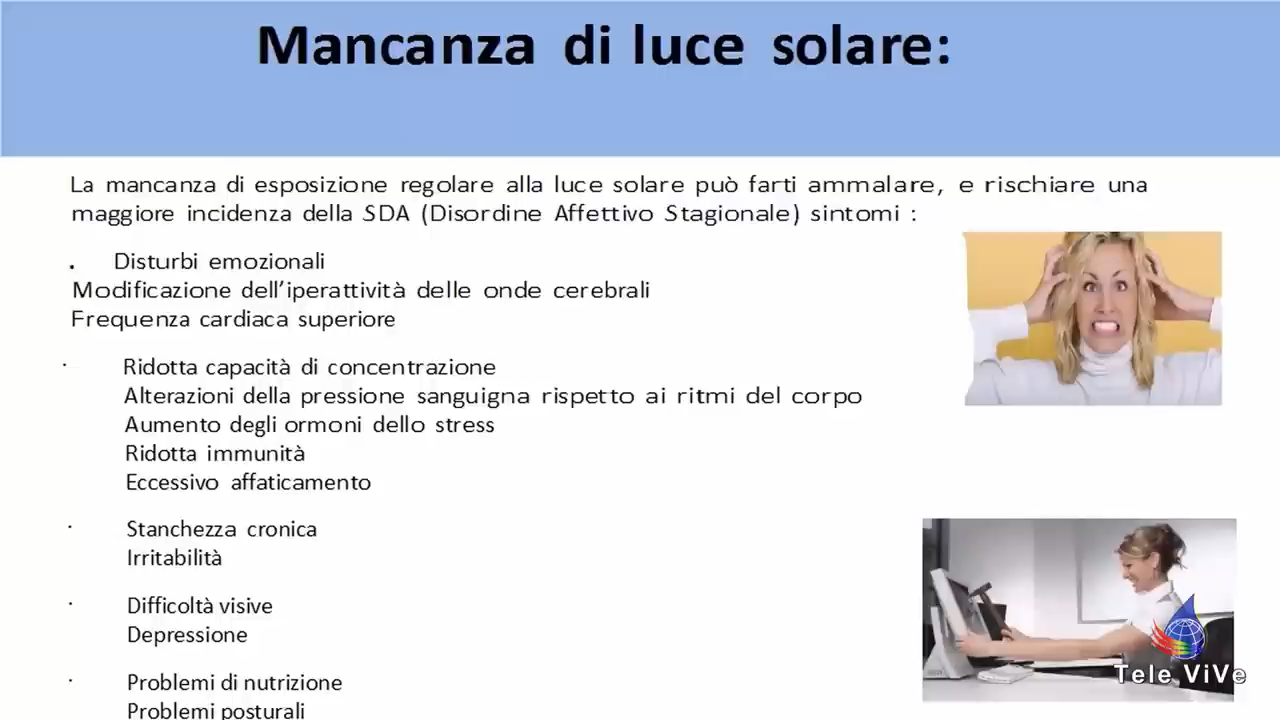 Mancanza di luce solare:
La mancanza di esposizione regolare alla luce solare può farti ammalare, e rischiare una
maggiore incidenza della SDA (Disordine Affettivo Stagionale) sintomi :
. Disturbi emozionali
Modificazione dell'iperattività delle onde cerebrali
Frequenza cardiaca superiore
· Ridotta capacità di concentrazione
Alterazioni della pressione sanguigna rispetto ai ritmi del corpo
Aumento degli ormoni dello stress
Ridotta immunità
Eccessivo affaticamento
· Stanchezza cronica
Irritabilità
· Difficoltà visive
Depressione
· Problemi di nutrizione
Problemi posturali
Tele ViVe